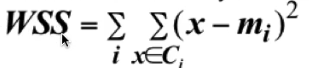 WSS = ∑ ∑(x − mᵢ)²
i x∈Cᵢ